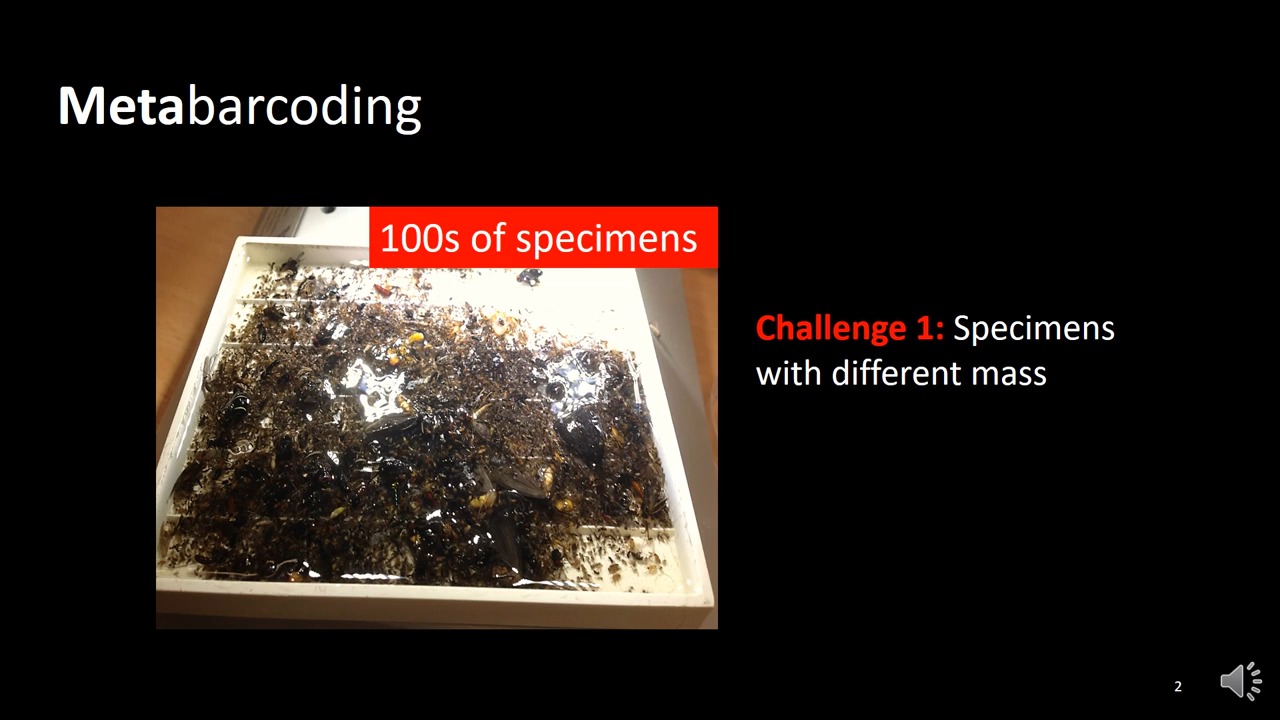 Metabarcoding
100s of specimens
Challenge 1: Specimens
with different mass
2